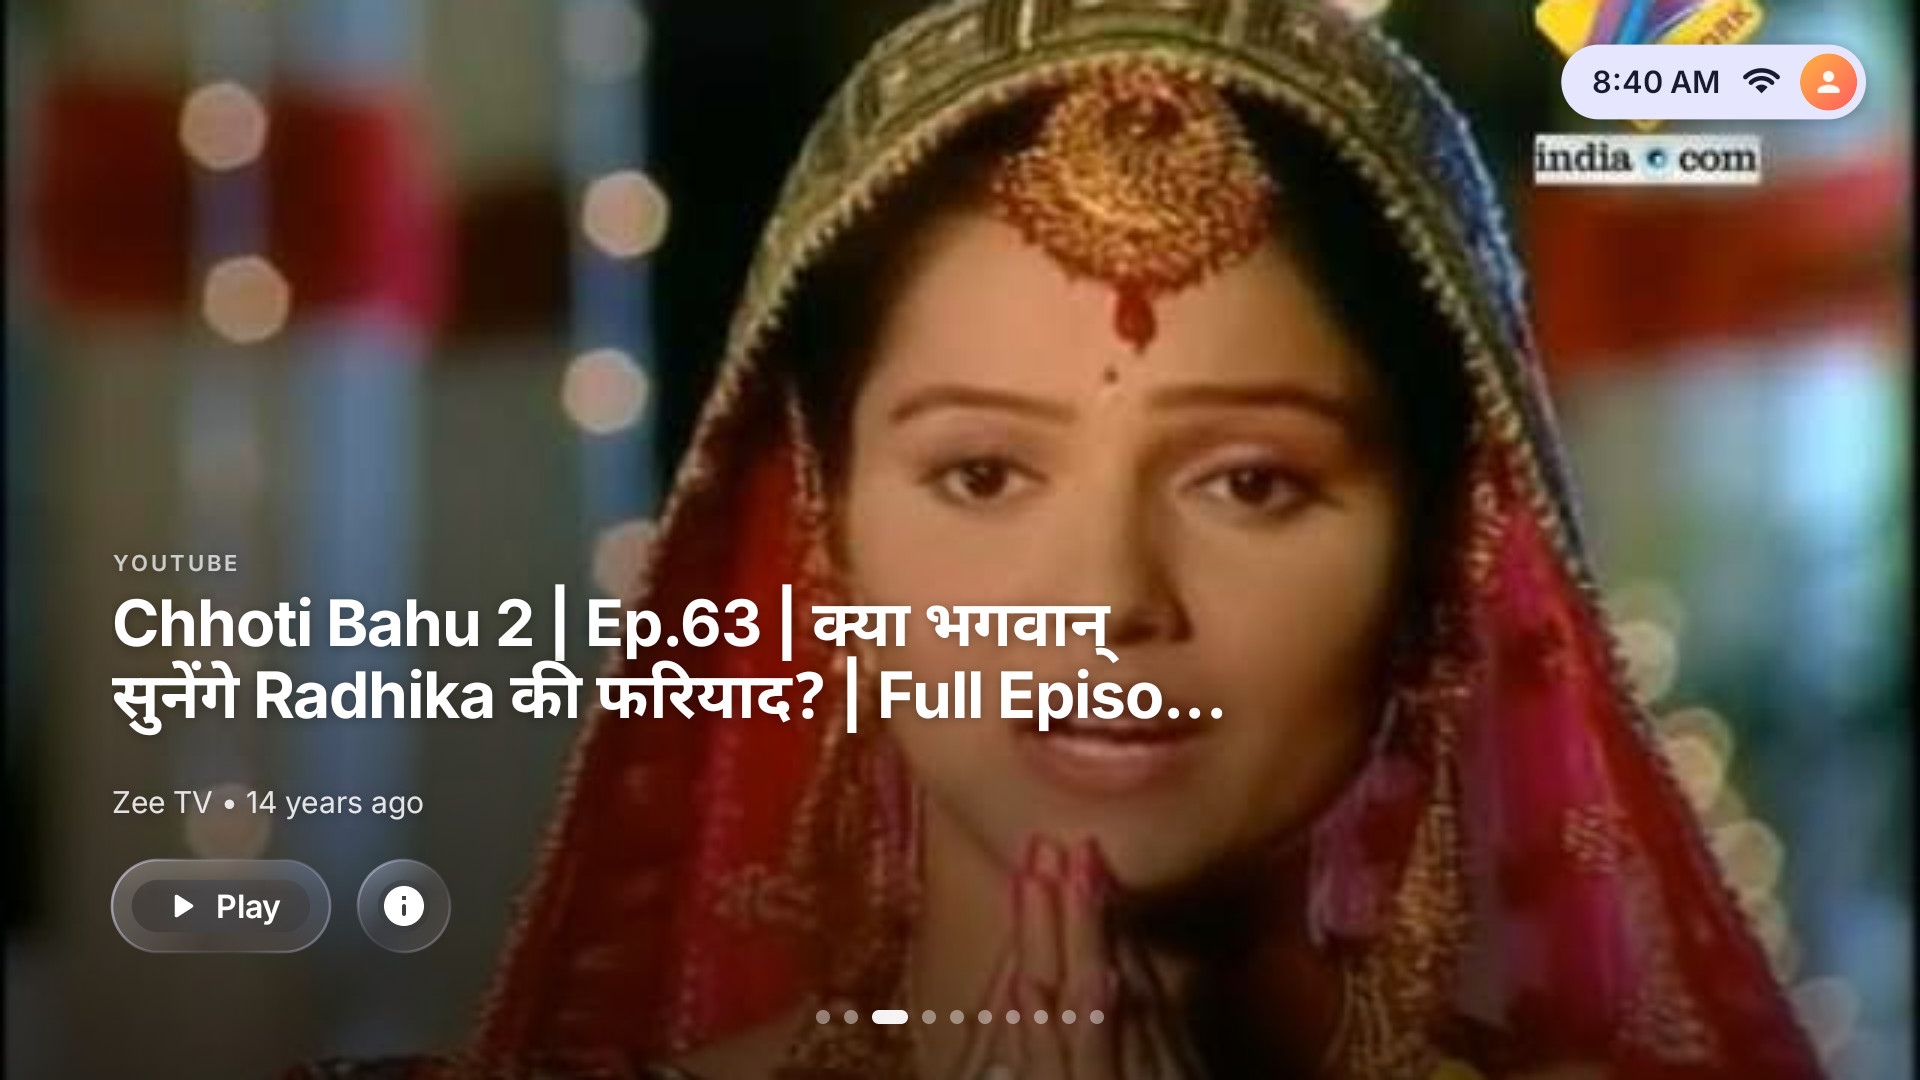 ORK
8:40 AM
india com
YOUTUBE
Chhoti Bahu 2 | Ep.63 | क्या भगवान्
सुनेंगे Radhika की फरियाद? | Full Episo...
Zee TV • 14 years ago
Play